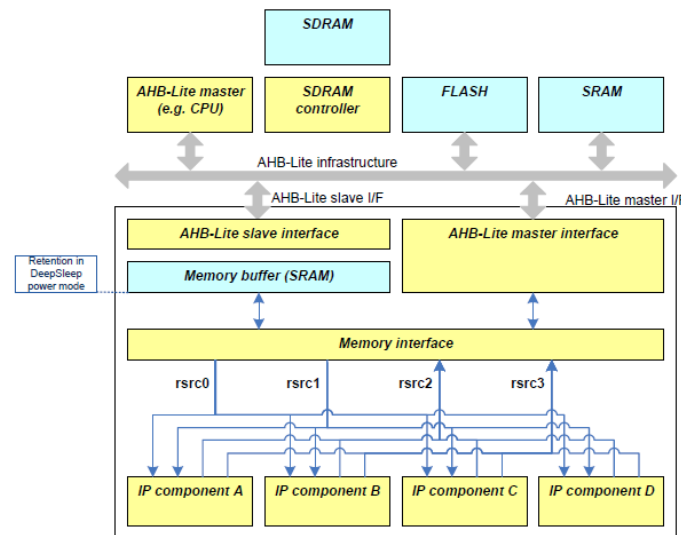 SDRAM
AHB-Lite master
(e.g. CPU)
SDRAM
controller
FLASH
SRAM
AHB-Lite infrastructure
AHB-Lite slave I/F
AHB-Lite master I/F
AHB-Lite slave interface
AHB-Lite master interface
Retention in
DeepSleep
power mode
Memory buffer (SRAM)
Memory interface
rsrc0
rsrc1
rsrc2
rsrc3
IP component A
IP component B
IP component C
IP component D